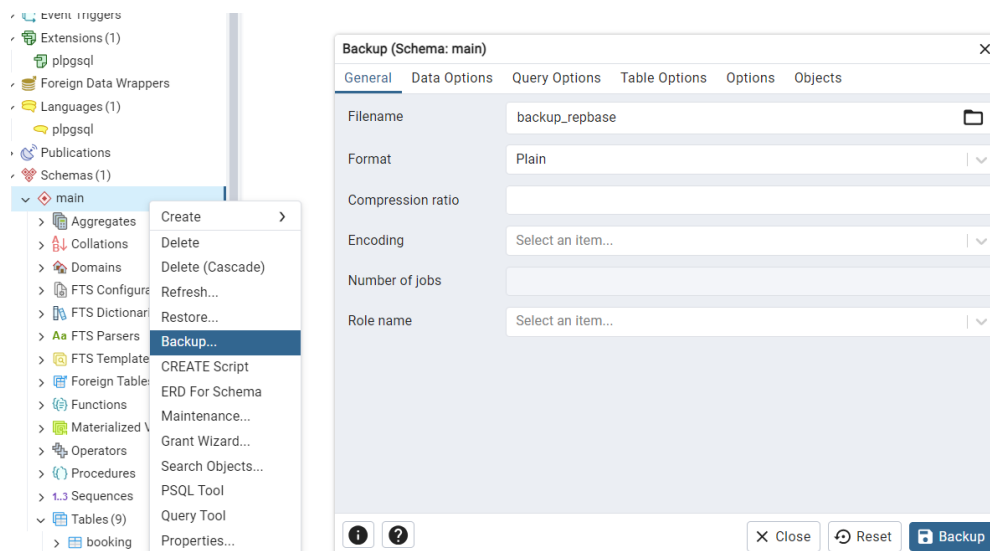 Event Triggers
Extensions (1)
plpgsql
Foreign Data Wrappers
Languages (1)
plpgsql
Publications
Schemas (1)
main
Aggregates
Collations
Domains
FTS Configura
FTS Dictionar
Aa FTS Parsers
FTS Template
Foreign Table
Functions
Materialized V
Operators
Procedures
1..3 Sequences
Tables (9)
booking
Create
Delete
Delete (Cascade)
Refresh...
Restore...
Backup...
CREATE Script
ERD For Schema
Maintenance...
Grant Wizard...
Search Objects...
PSQL Tool
Query Tool
Properties...
Backup (Schema: main)
General Data Options Query Options Table Options Options Objects
Filename backup_repbase
Format Plain
Compression ratio
Encoding Select an item...
Number of jobs
Role name Select an item...
Close Reset Backup